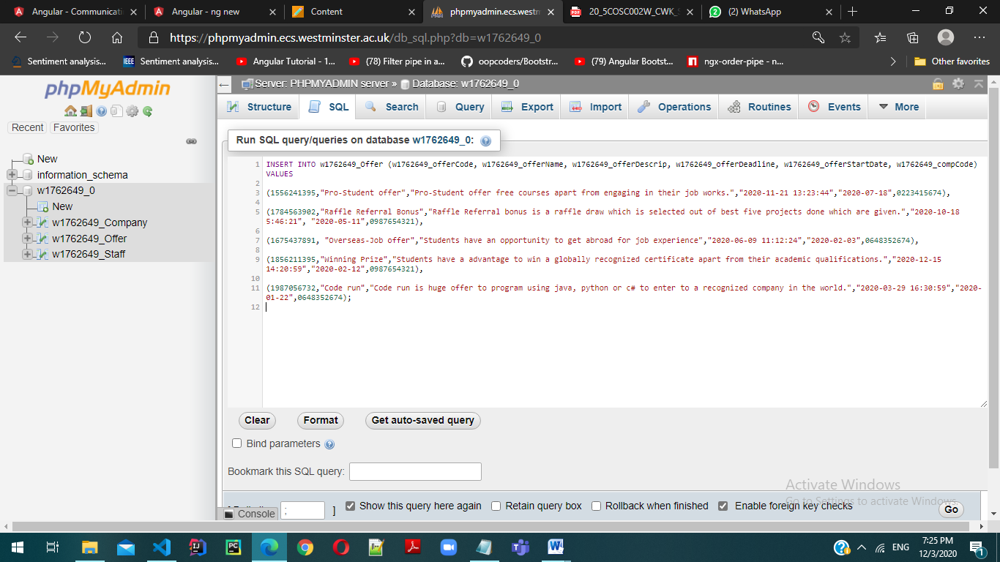 Angular - Communicati
Angular - ng new
Content
phpmyadmin.ecs.westm
20_5COSC002W_CWK_S
(2) WhatsApp
https://phpmyadmin.ecs.westminster.ac.uk/db_sql.php?db=w1762649_0
Sentiment analysis...
IEEE Sentiment analysis...
Angular Tutorial - 1...
(78) Filter pipe in a...
oopcoders/Bootstr...
(79) Angular Bootst...
ngx-order-pipe - n...
Other favorites
phpMyAdmin
Recent Favorites
New
information_schema
w1762649_0
New
w1762649_Company
w1762649_Offer
w1762649_Staff
Server: PHPMYADMIN server » Database: w1762649_0
Structure SQL Search Query Export Import Operations Routines Events More
Run SQL query/queries on database w1762649_0:
1 INSERT INTO w1762649_Offer (w1762649_offerCode, w1762649_offerName, w1762649_offerDescrip, w1762649_offerDeadline, w1762649_offerStartDate, w1762649_compCode)
VALUES
2
3 (1556241395,"Pro-Student offer","Pro-Student offer free courses apart from engaging in their job works.","2020-11-21 13:23:44","2020-07-18",0223415674),
4
5 (1784563902,"Raffle Referral Bonus","Raffle Referral bonus is a raffle draw which is selected out of best five projects done which are given.","2020-10-18
5:46:21", "2020-05-11",0987654321),
6
7 (1675437891, "Overseas-Job offer","Students have an opportunity to get abroad for job experience","2020-06-09 11:12:24","2020-02-03",0648352674),
8
9 (1856211395,"Winning Prize","Students have a advantage to win a globally recognized certificate apart from their academic qualifications.","2020-12-15
14:20:59","2020-02-12",0987654321),
10
11 (1987056732,"Code run","Code run is huge offer to program using java, python or c# to enter to a recognized company in the world.","2020-03-29 16:30:59","2020-
01-22",0648352674);
12
Clear Format Get auto-saved query
Bind parameters
Bookmark this SQL query:
Activate Windows
Go to Settings to activate Windows.
[ ; ] Show this query here again Retain query box Rollback when finished Enable foreign key checks Go
Console
ENG
7:25 PM
12/3/2020
1